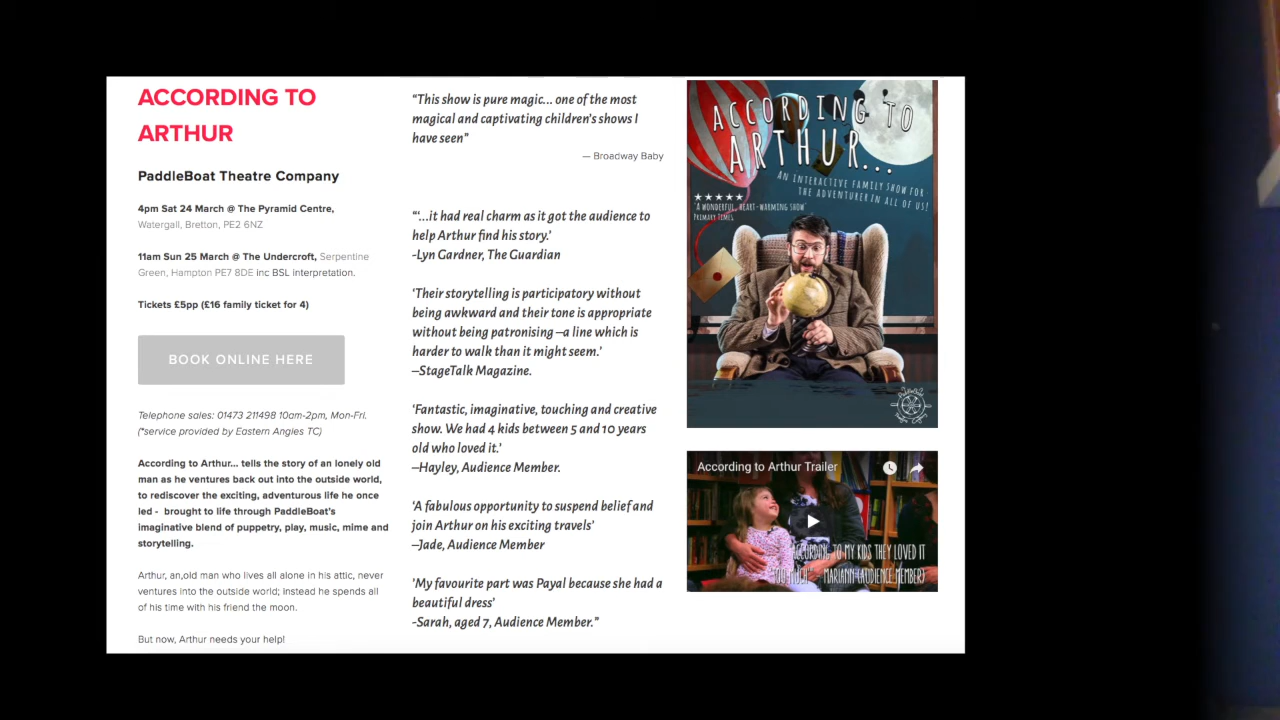 ACCORDING TO
ARTHUR
PaddleBoat Theatre Company
4pm Sat 24 March @ The Pyramid Centre,
Watergall, Bretton, PE2 6NZ
11am Sun 25 March @ The Undercroft, Serpentine
Green, Hampton PE7 8DE inc BSL interpretation.
Tickets £5pp (£16 family ticket for 4)
BOOK ONLINE HERE
Telephone sales: 01473 211498 10am-2pm, Mon-Fri.
(*service provided by Eastern Angles TC)
According to Arthur... tells the story of an lonely old
man as he ventures back out into the outside world,
to rediscover the exciting, adventurous life he once
led - brought to life through PaddleBoat's
imaginative blend of puppetry, play, music, mime and
storytelling.
Arthur, an,old man who lives all alone in his attic, never
ventures into the outside world; instead he spends all
of his time with his friend the moon.
But now, Arthur needs your help!
“This show is pure magic... one of the most
magical and captivating children's shows I
have seen”
— Broadway Baby
“‘...it had real charm as it got the audience to
help Arthur find his story.’
-Lyn Gardner, The Guardian
‘Their storytelling is participatory without
being awkward and their tone is appropriate
without being patronising –a line which is
harder to walk than it might seem.’
–StageTalk Magazine.
‘Fantastic, imaginative, touching and creative
show. We had 4 kids between 5 and 10 years
old who loved it.’
–Hayley, Audience Member.
‘A fabulous opportunity to suspend belief and
join Arthur on his exciting travels’
–Jade, Audience Member
’My favourite part was Payal because she had a
beautiful dress’
-Sarah, aged 7, Audience Member.”
ACCORDING TO
ARTHUR...
AN INTERACTIVE FAMILY SHOW FOR
THE ADVENTURER IN ALL OF US!
★★★★★
"A WONDERFUL, HEART-WARMING SHOW"
PRIMARY TIMES
According to Arthur Trailer
ACCORDING TO MY KIDS THEY LOVED IT
"SOO MUCH" - MARIANN (AUDIENCE MEMBER)